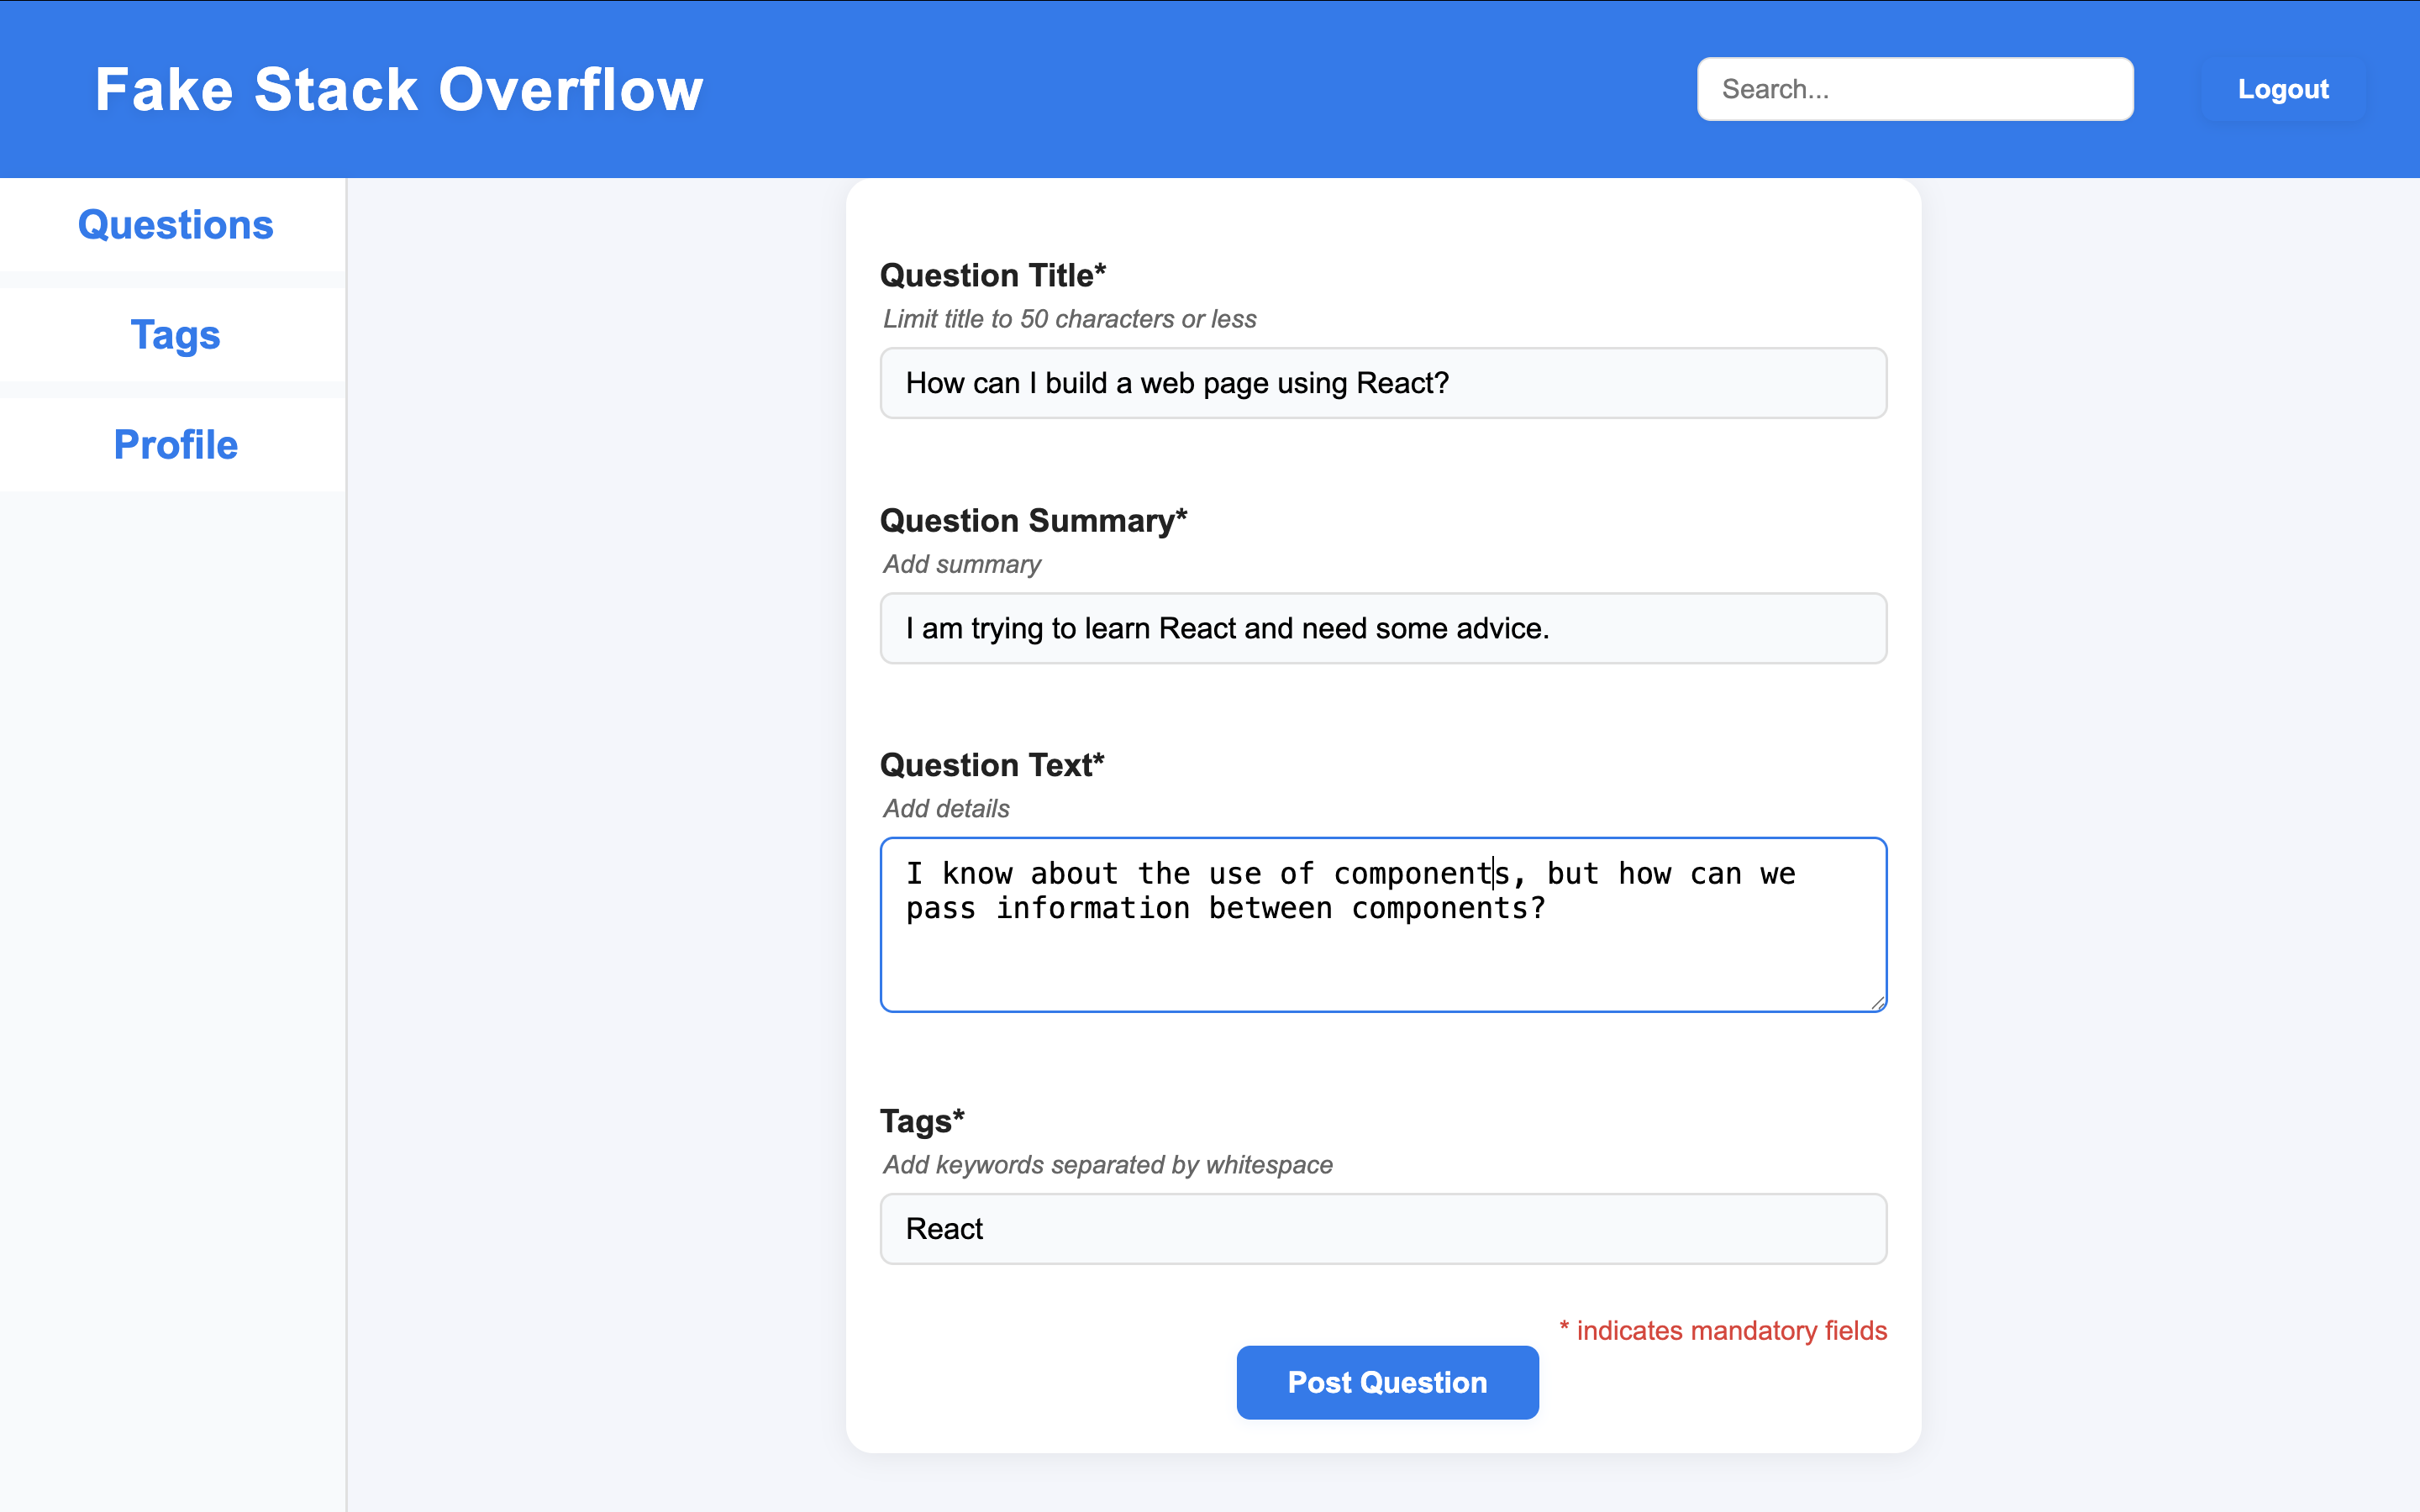 Fake Stack Overflow
Search...
Logout
Questions
Tags
Profile
Question Title*
Limit title to 50 characters or less
How can I build a web page using React?
Question Summary*
Add summary
I am trying to learn React and need some advice.
Question Text*
Add details
I know about the use of components, but how can we
pass information between components?
Tags*
Add keywords separated by whitespace
React
* indicates mandatory fields
Post Question